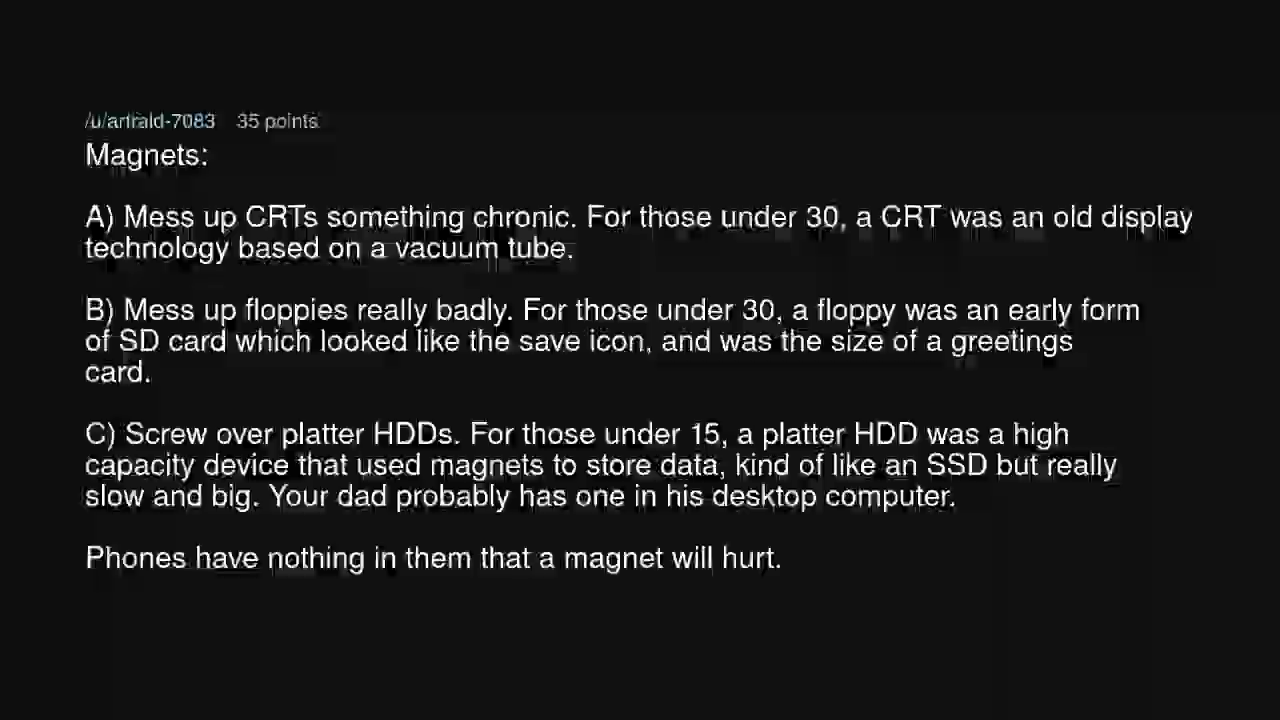 /u/artrald-7083 35 points
Magnets:
A) Mess up CRTs something chronic. For those under 30, a CRT was an old display
technology based on a vacuum tube.
B) Mess up floppies really badly. For those under 30, a floppy was an early form
of SD card which looked like the save icon, and was the size of a greetings
card.
C) Screw over platter HDDs. For those under 15, a platter HDD was a high
capacity device that used magnets to store data, kind of like an SSD but really
slow and big. Your dad probably has one in his desktop computer.
Phones have nothing in them that a magnet will hurt.